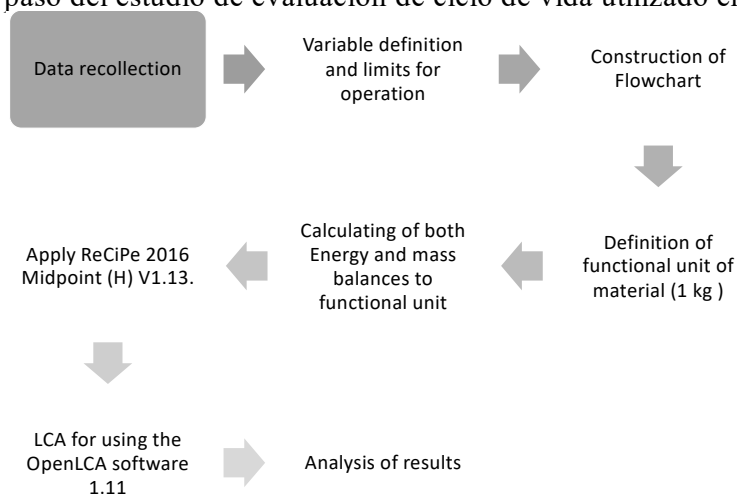 paso del estudio de evaluación de ciclo de vida utilizado en
Data recollection
Variable definition
and limits for
operation
Construction of
Flowchart
Definition of
functional unit of
material (1 kg )
Calculating of both
Energy and mass
balances to
functional unit
Apply ReCiPe 2016
Midpoint (H) V1.13.
LCA for using the
OpenLCA software
1.11
Analysis of results